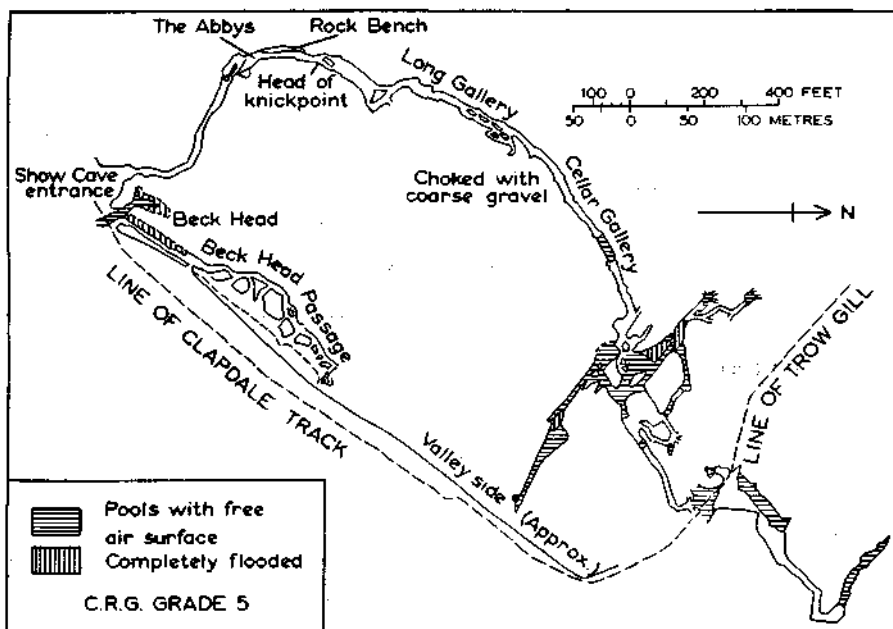 The Abbys
Rock Bench
Head of
knickpoint
Long Gallery
100 0 200 400 FEET
50 0 50 100 METRES
Show Cave
entrance
Choked with
coarse gravel
Cellar Gallery
N
Beck Head
Beck Head Passage
LINE OF CLAPDALE TRACK
LINE OF TROW GILL
Valley side (Approx.)
Pools with free
air surface
Completely flooded
C.R.G. GRADE 5